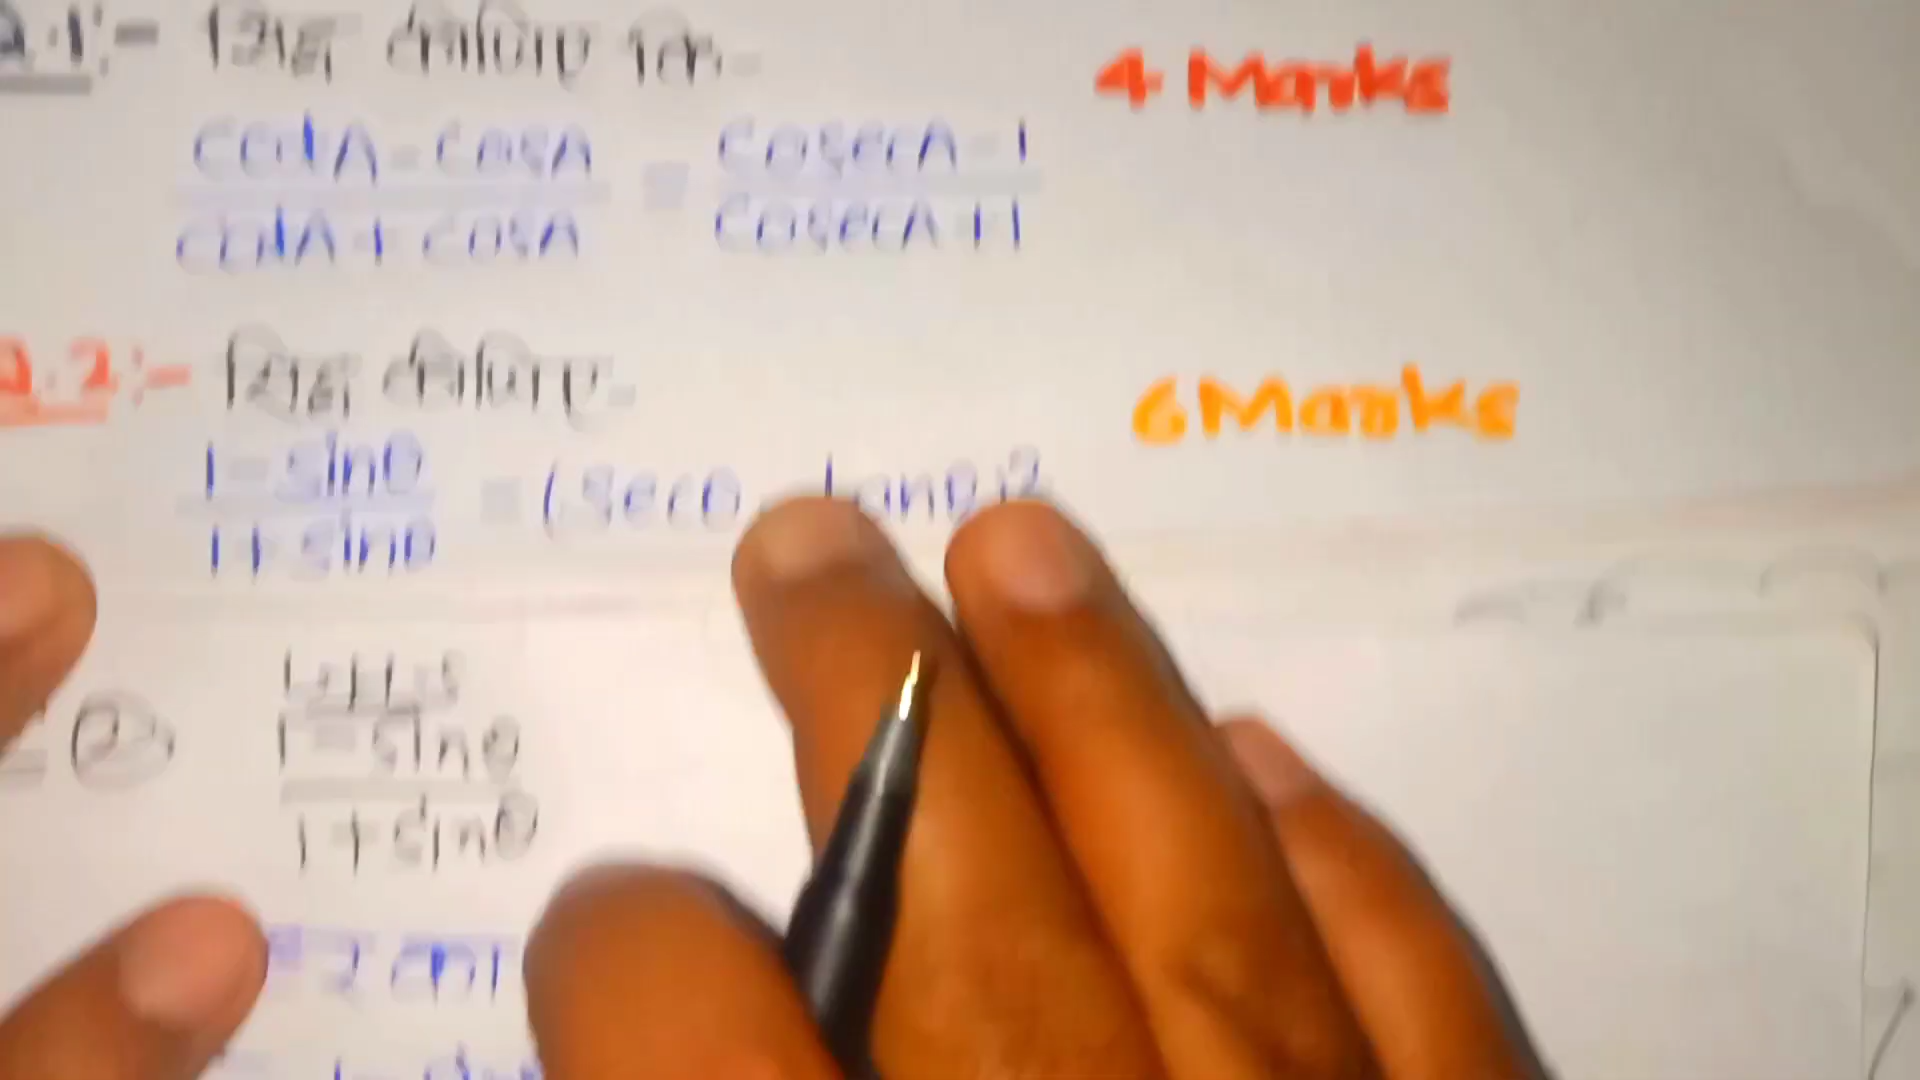 Q.1:- सिद्ध कीजिए कि-
4 Marks
cotA - cosA = cosecA - 1
cotA + cosA cosecA + 1
Q.2:- सिद्ध कीजिए-
6 Marks
1 - sinθ = (secθ - tanθ)²
1 + sinθ
②
L.H.S
1 - sinθ
1 + sinθ